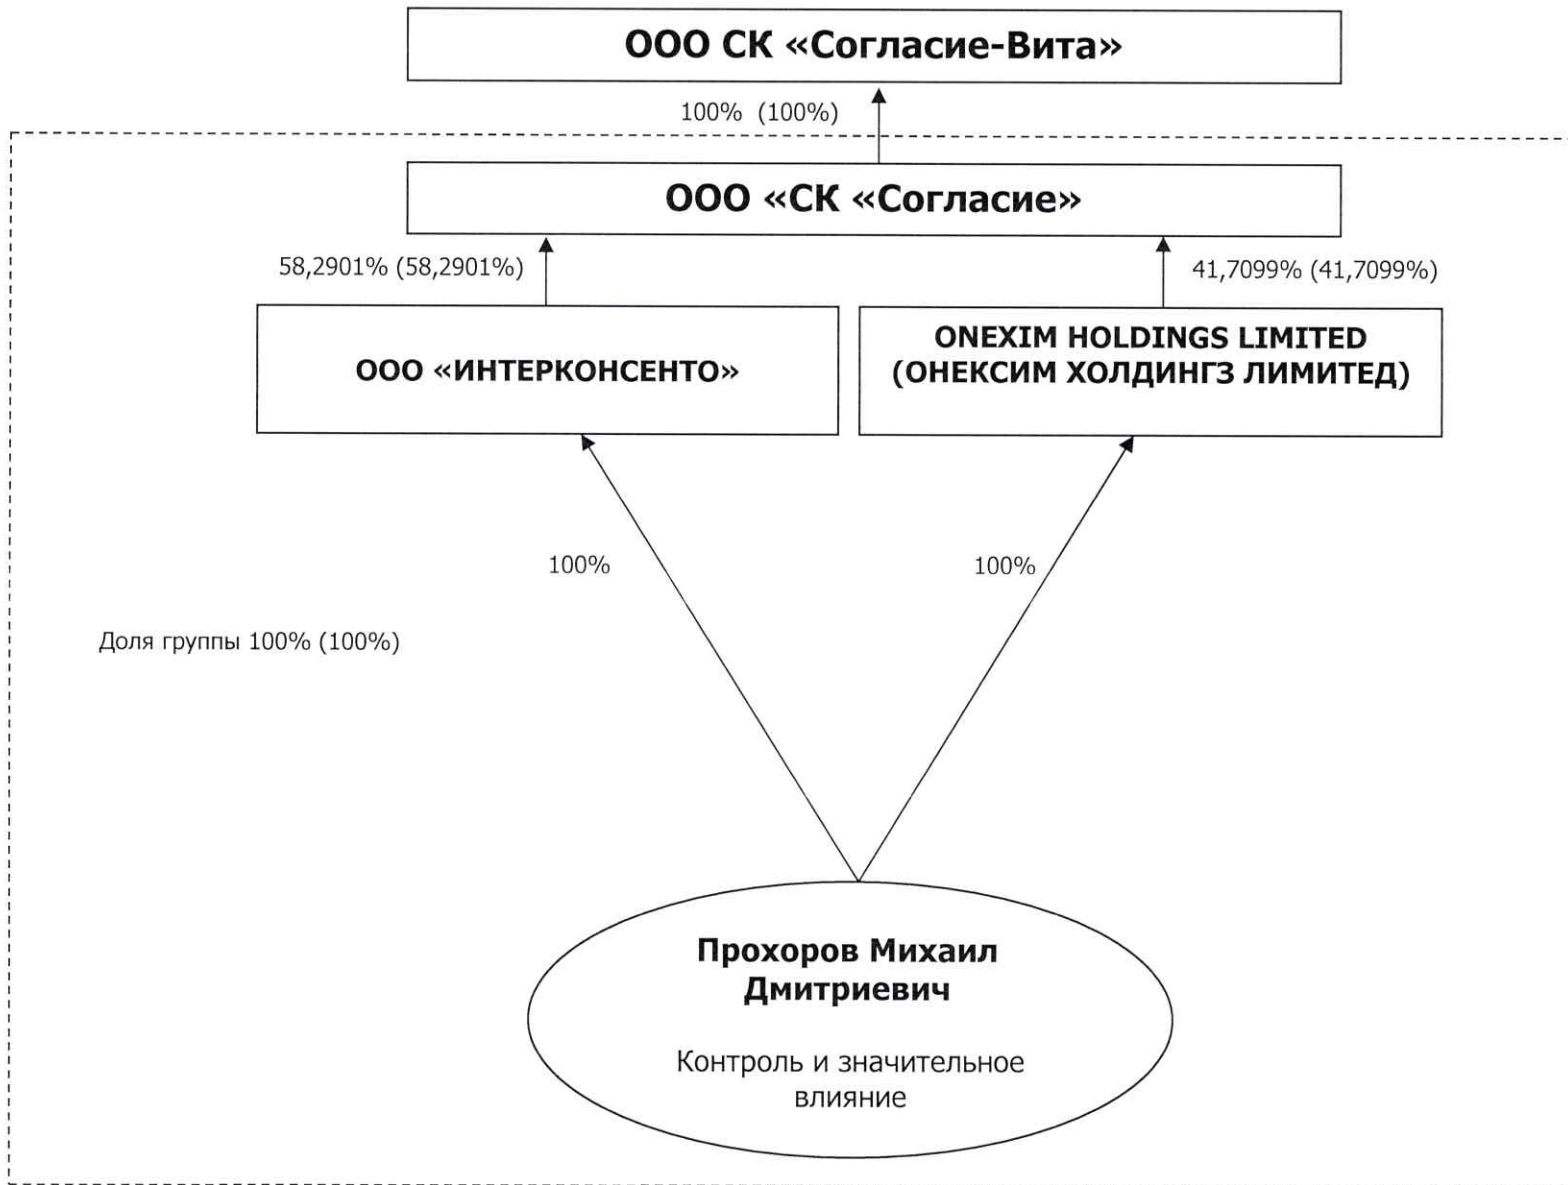 ООО СК «Согласие-Вита»
100% (100%)
ООО «СК «Согласие»
58,2901% (58,2901%)
41,7099% (41,7099%)
ООО «ИНТЕРКОНСЕНТО»
ONEXIM HOLDINGS LIMITED
(ОНЕКСИМ ХОЛДИНГЗ ЛИМИТЕД)
100%
100%
Доля группы 100% (100%)
Прохоров Михаил
Дмитриевич
Контроль и значительное
влияние